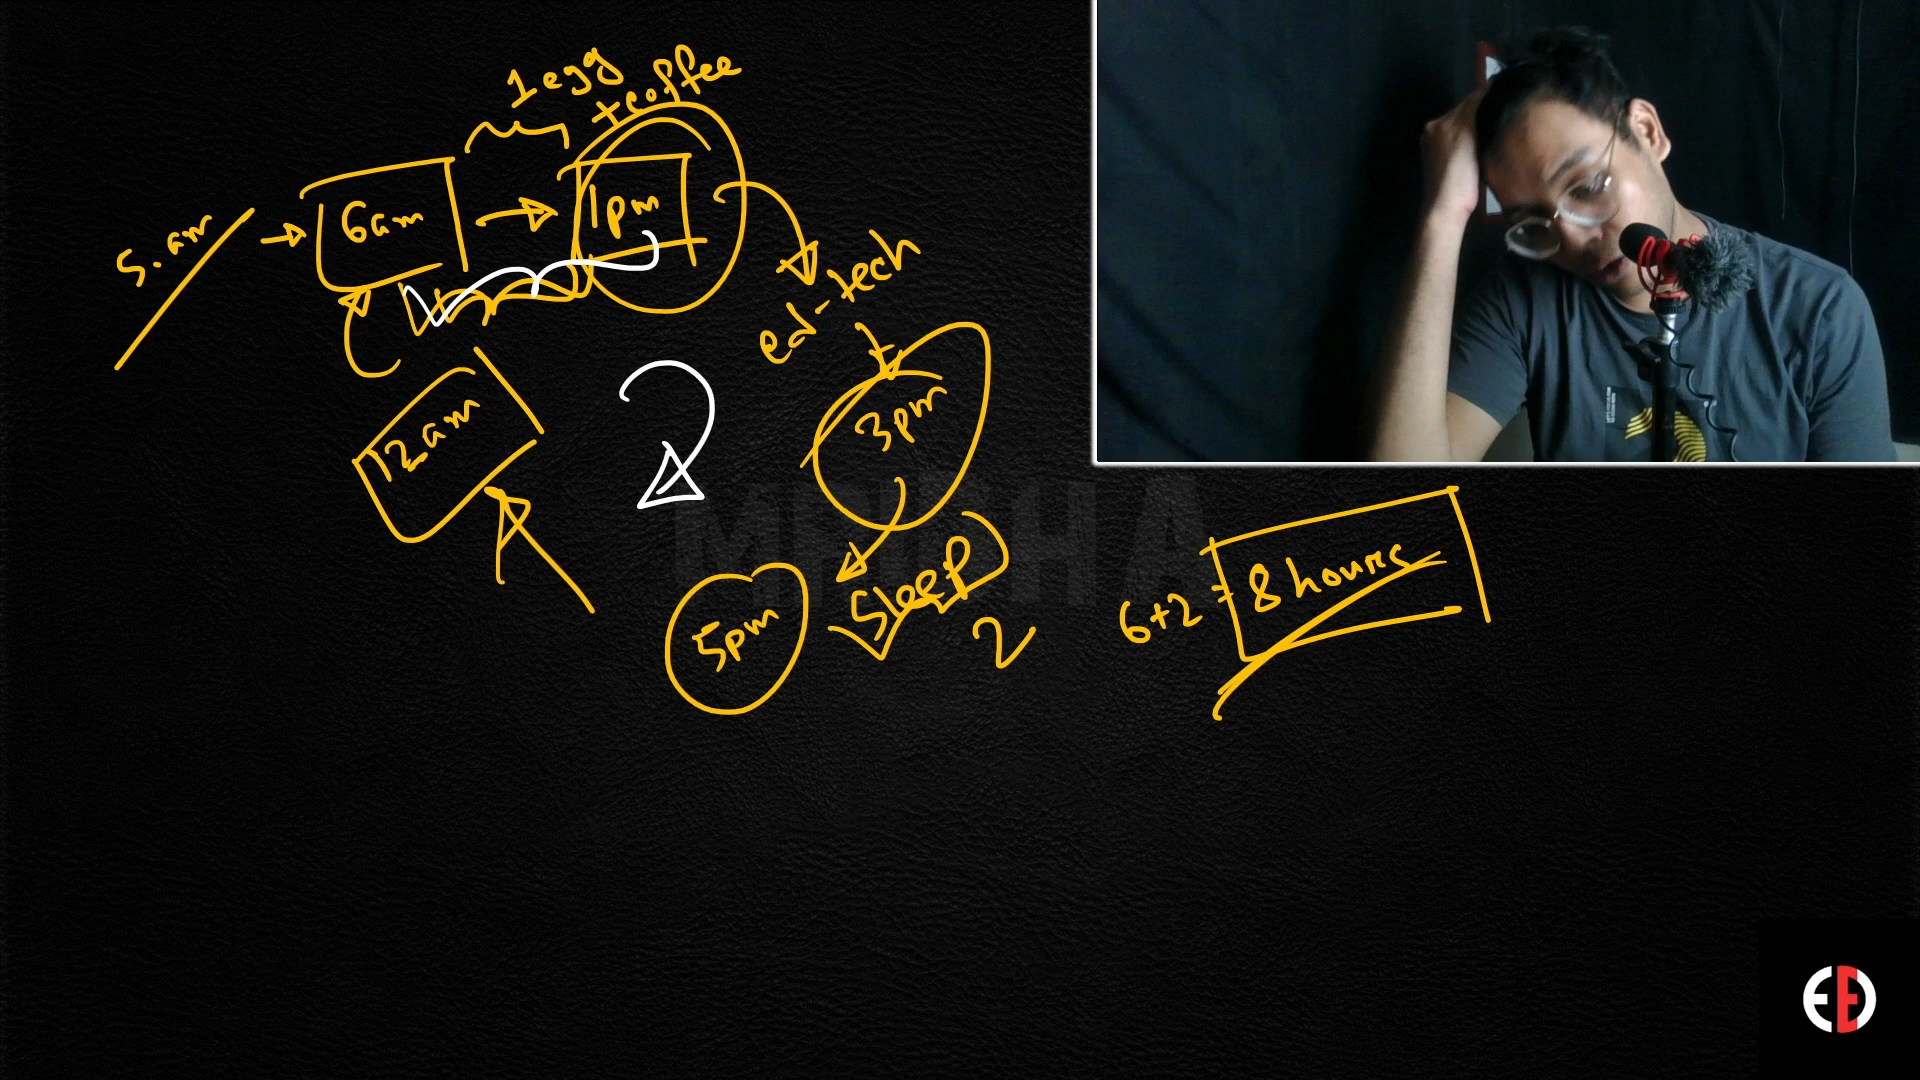 1 egg
+ coffee
5.am
6am
1pm
ed-tech
3pm
12am
Sleep
2
5pm
6+2 = 8 hours